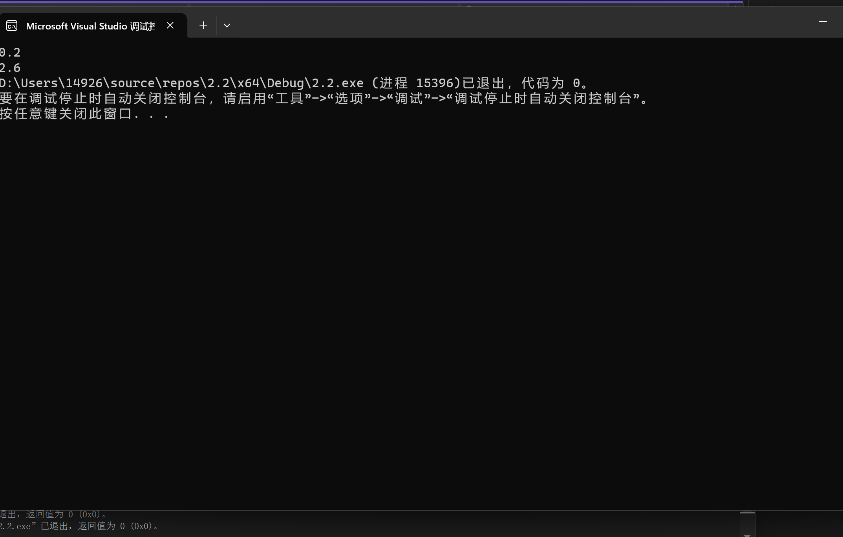 Microsoft Visual Studio 调试
0.2
2.6
D:\Users\14926\source\repos\2.2\x64\Debug\2.2.exe (进程 15396)已退出，代码为 0。
要在调试停止时自动关闭控制台，请启用“工具”->“选项”->“调试”->“调试停止时自动关闭控制台”。
按任意键关闭此窗口. . .
退出，返回值为 0 (0x0)。
2.2.exe”已退出，返回值为 0 (0x0)。